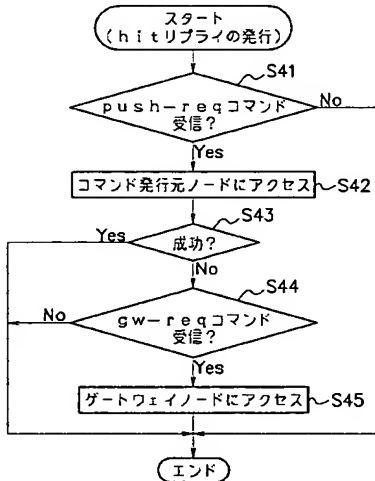 スタート
(hitリプライの発行)
S41
push-reqコマンド
受信?
No
Yes
コマンド発行元ノードにアクセス
S42
S43
Yes
成功?
No
S44
No
gw-reqコマンド
受信?
Yes
ゲートウェイノードにアクセス
S45
エンド